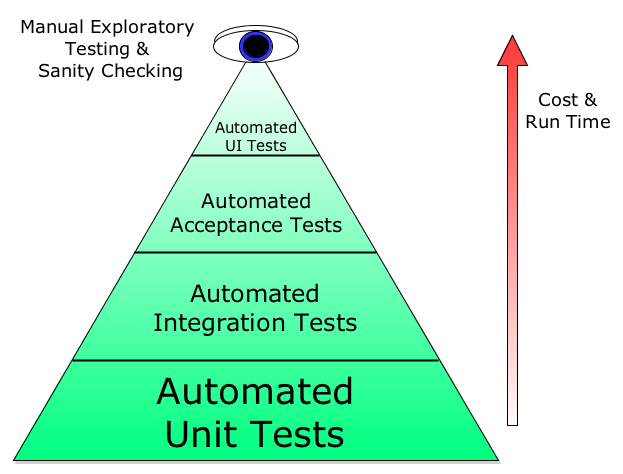 Manual Exploratory
Testing &
Sanity Checking
Cost &
Run Time
Automated
UI Tests
Automated
Acceptance Tests
Automated
Integration Tests
Automated
Unit Tests